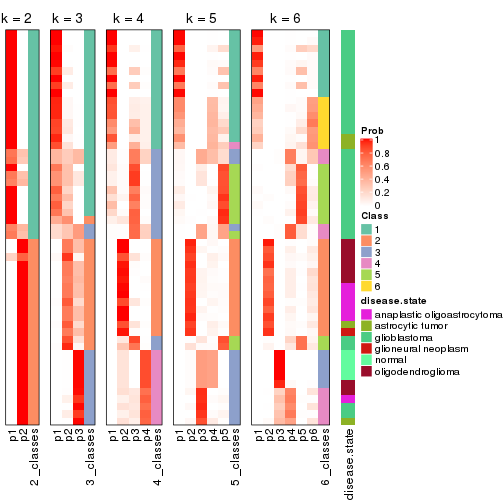 k = 2 k = 3 k = 4 k = 5 k = 6
Prob
1
0.8
0.6
0.4
0.2
0
Class
1
2
3
4
5
6
disease.state
anaplastic oligoastrocytoma
astrocytic tumor
glioblastoma
glioneural neoplasm
normal
oligodendroglioma
p1 p2 2_classes p1 p2 p3 3_classes p1 p2 p3 p4 4_classes p1 p2 p3 p4 p5 5_classes p1 p2 p3 p4 p5 p6 6_classes disease.state